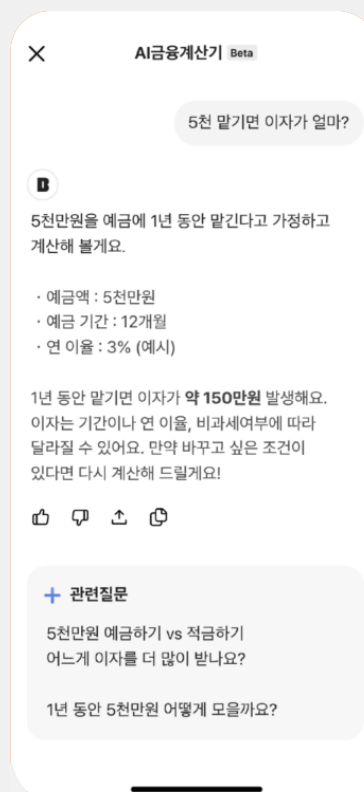 AI금융계산기 Beta
5천 맡기면 이자가 얼마?
B
5천만원을 예금에 1년 동안 맡긴다고 가정하고
계산해 볼게요.
· 예금액 : 5천만원
· 예금 기간 : 12개월
· 연 이율 : 3% (예시)
1년 동안 맡기면 이자가 약 150만원 발생해요.
이자는 기간이나 연 이율, 비과세여부에 따라
달라질 수 있어요. 만약 바꾸고 싶은 조건이
있다면 다시 계산해 드릴게요!
관련질문
5천만원 예금하기 vs 적금하기
어느게 이자를 더 많이 받나요?
1년 동안 5천만원 어떻게 모을까요?